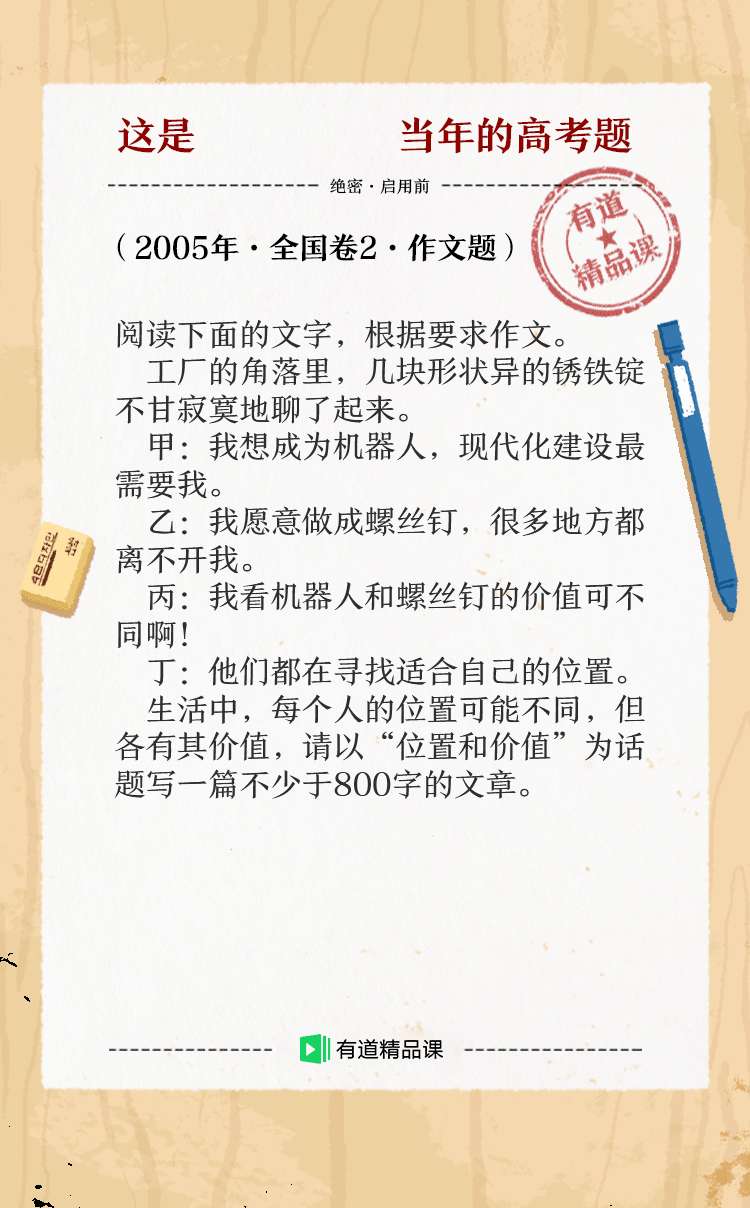 这是 当年的高考题
绝密·启用前
（2005年·全国卷2·作文题）
有道
精品课
阅读下面的文字，根据要求作文。
工厂的角落里，几块形状异的锈铁锭
不甘寂寞地聊了起来。
甲：我想成为机器人，现代化建设最
需要我。
乙：我愿意做成螺丝钉，很多地方都
离不开我。
丙：我看机器人和螺丝钉的价值可不
同啊！
丁：他们都在寻找适合自己的位置。
生活中，每个人的位置可能不同，但
各有其价值，请以“位置和价值”为话
题写一篇不少于800字的文章。
有道精品课